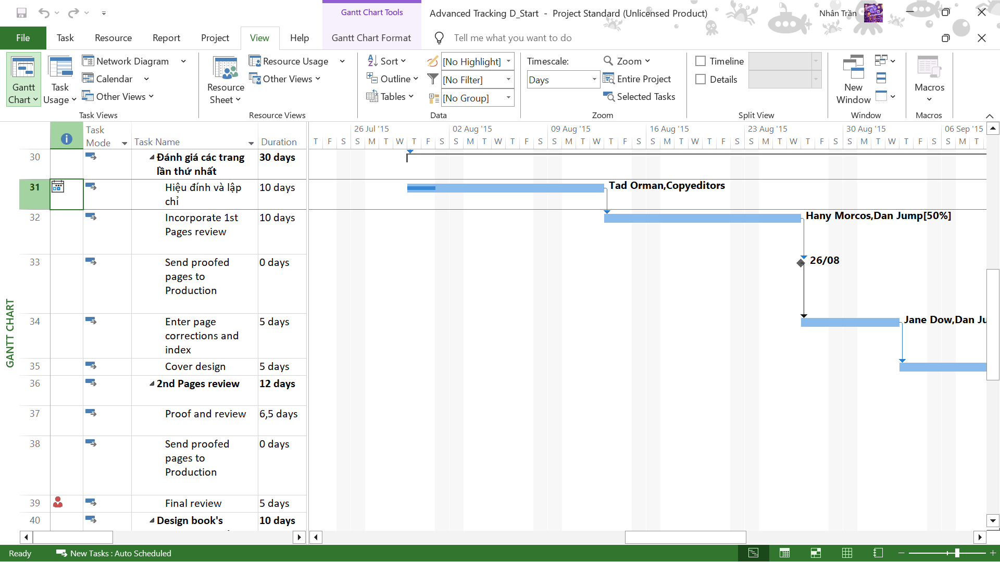 Gantt Chart Tools
Advanced Tracking D_Start - Project Standard (Unlicensed Product)
Nhân Trần
File
Task
Resource
Report
Project
View
Help
Gantt Chart Format
Tell me what you want to do
Gantt
Chart
Task
Usage
Network Diagram
Calendar
Other Views
Task Views
Resource
Sheet
Resource Usage
Other Views
Resource Views
Sort
Outline
Tables
[No Highlight]
[No Filter]
[No Group]
Data
Timescale:
Days
Zoom
Entire Project
Selected Tasks
Zoom
Timeline
Details
Split View
New
Window
Window
Macros
Macros
Task
Mode
Task Name
Duration
26 Jul '15
02 Aug '15
09 Aug '15
16 Aug '15
23 Aug '15
30 Aug '15
06 Sep '15
T F S S M T W T F S S M T W T F S S M T W T F S S M T W T F S S M T W T F S S M T W T F S S M T
30 Đánh giá các trang 30 days
lần thứ nhất
31 Hiệu đính và lập 10 days
chỉ
Tad Orman,Copyeditors
32 Incorporate 1st 10 days
Pages review
Hany Morcos,Dan Jump[50%]
33 Send proofed 0 days
pages to
Production
26/08
34 Enter page 5 days
corrections and
index
Jane Dow,Dan Ju
35 Cover design 5 days
36 2nd Pages review 12 days
37 Proof and review 6,5 days
38 Send proofed 0 days
pages to
Production
39 Final review 5 days
40 Design book's 10 days
GANTT CHART
Ready
New Tasks : Auto Scheduled